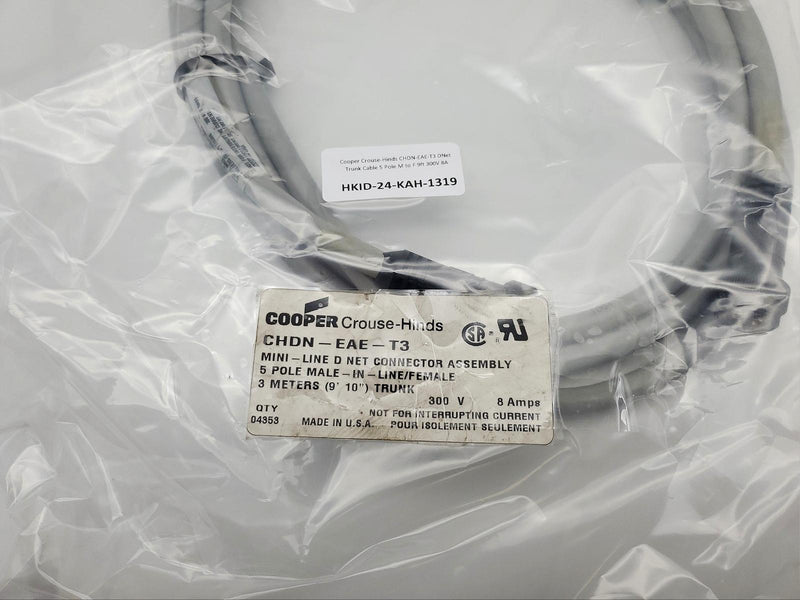 Cooper Crouse-Hinds CHDN-EAE-T3 DNet
Trunk Cable 5 Pole M to F 9ft 300V 8A
HKID-24-KAH-1319
COOPER Crouse-Hinds
CHDN-EAE-T3
MINI-LINE D NET CONNECTOR ASSEMBLY
5 POLE MALE-IN-LINE/FEMALE
3 METERS (9' 10") TRUNK
300 V 8 Amps
QTY · NOT FOR INTERRUPTING CURRENT
04353 MADE IN U.S.A. POUR ISOLEMENT SEULEMENT